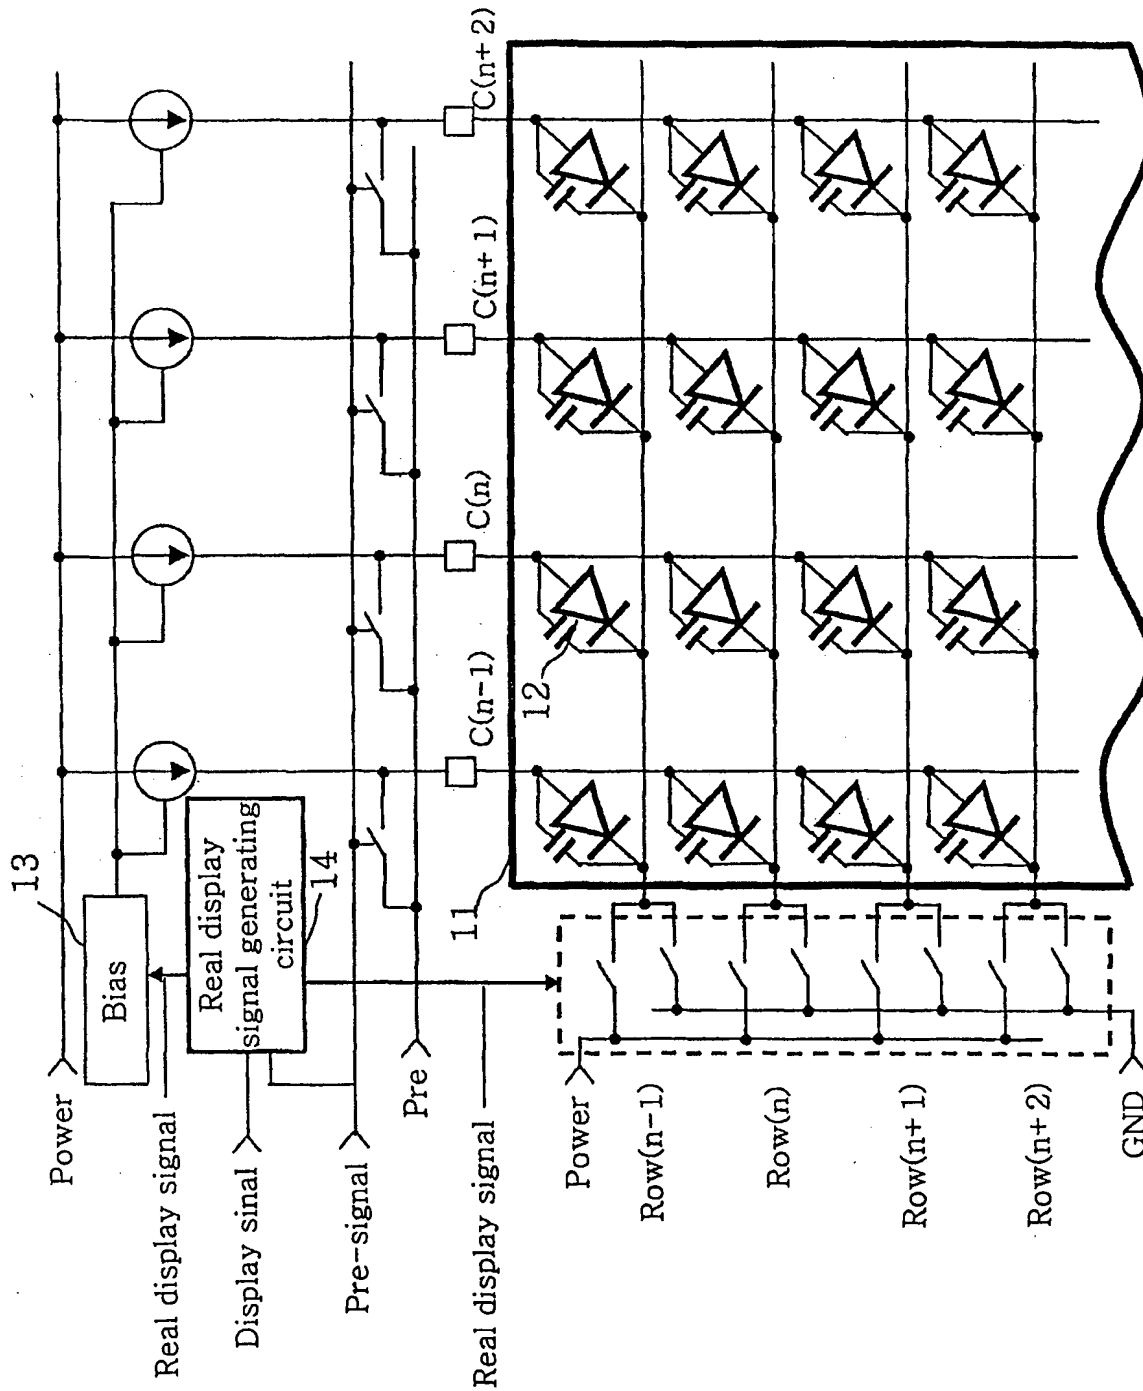 Power
13
Bias
Real display signal
Real display
signal generating
circuit
14
Display sinal
Pre-signal
Pre
Real display signal
C(n-1)
C(n)
C(n+1)
C(n+2)
11
12
Power
Row(n-1)
Row(n)
Row(n+1)
Row(n+2)
GND